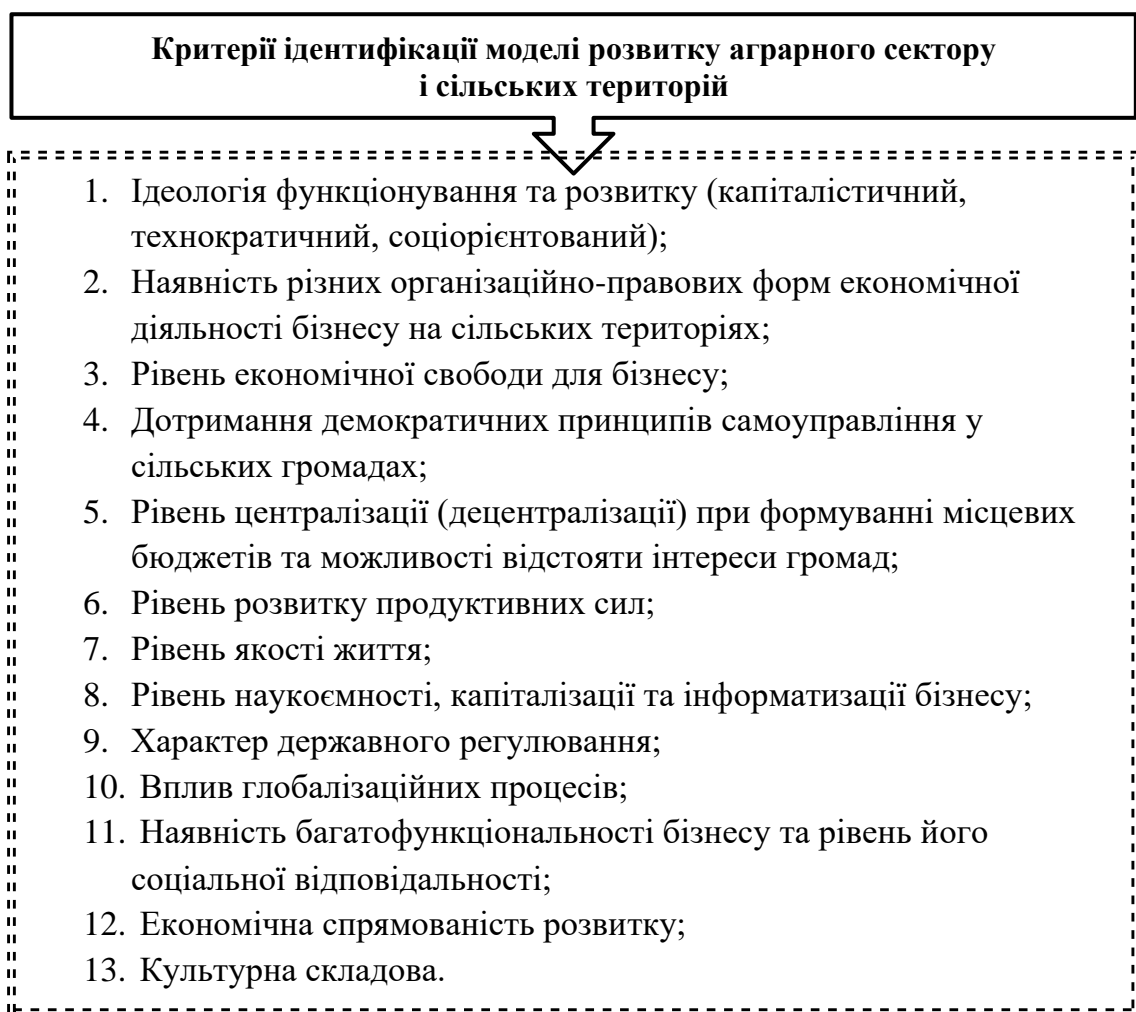 Критерії ідентифікації моделі розвитку аграрного сектору
і сільських територій
1. Ідеологія функціонування та розвитку (капіталістичний,
технократичний, соціорієнтований);
2. Наявність різних організаційно-правових форм економічної
діяльності бізнесу на сільських територіях;
3. Рівень економічної свободи для бізнесу;
4. Дотримання демократичних принципів самоуправління у
сільських громадах;
5. Рівень централізації (децентралізації) при формуванні місцевих
бюджетів та можливості відстояти інтереси громад;
6. Рівень розвитку продуктивних сил;
7. Рівень якості життя;
8. Рівень наукоємності, капіталізації та інформатизації бізнесу;
9. Характер державного регулювання;
10. Вплив глобалізаційних процесів;
11. Наявність багатофункціональності бізнесу та рівень його
соціальної відповідальності;
12. Економічна спрямованість розвитку;
13. Культурна складова.